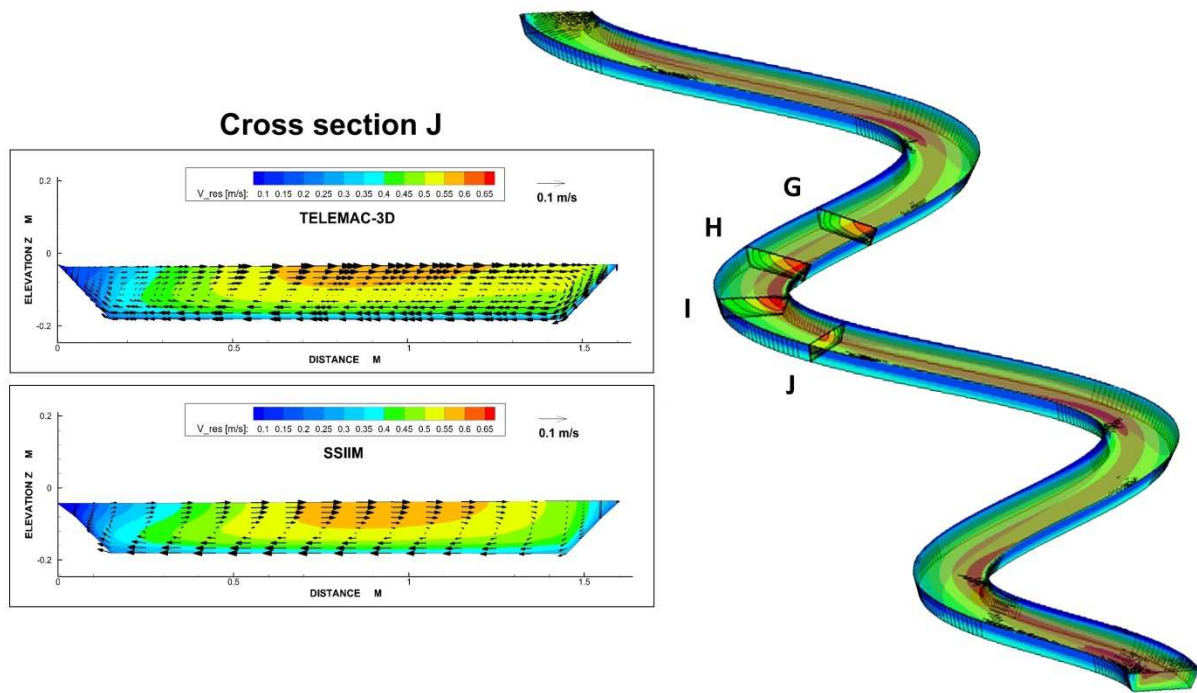 Cross section J
V_res [m/s]: 0.1 0.15 0.2 0.25 0.3 0.35 0.4 0.45 0.5 0.55 0.6 0.65
0.1 m/s
TELEMAC-3D
ELEVATION Z M
0.2
0
-0.2
0 0.5 1 1.5
DISTANCE M
V_res [m/s]: 0.1 0.15 0.2 0.25 0.3 0.35 0.4 0.45 0.5 0.55 0.6 0.65
0.1 m/s
SSIIM
ELEVATION Z M
0.2
0
-0.2
0 0.5 1 1.5
DISTANCE M
G
H
I
J